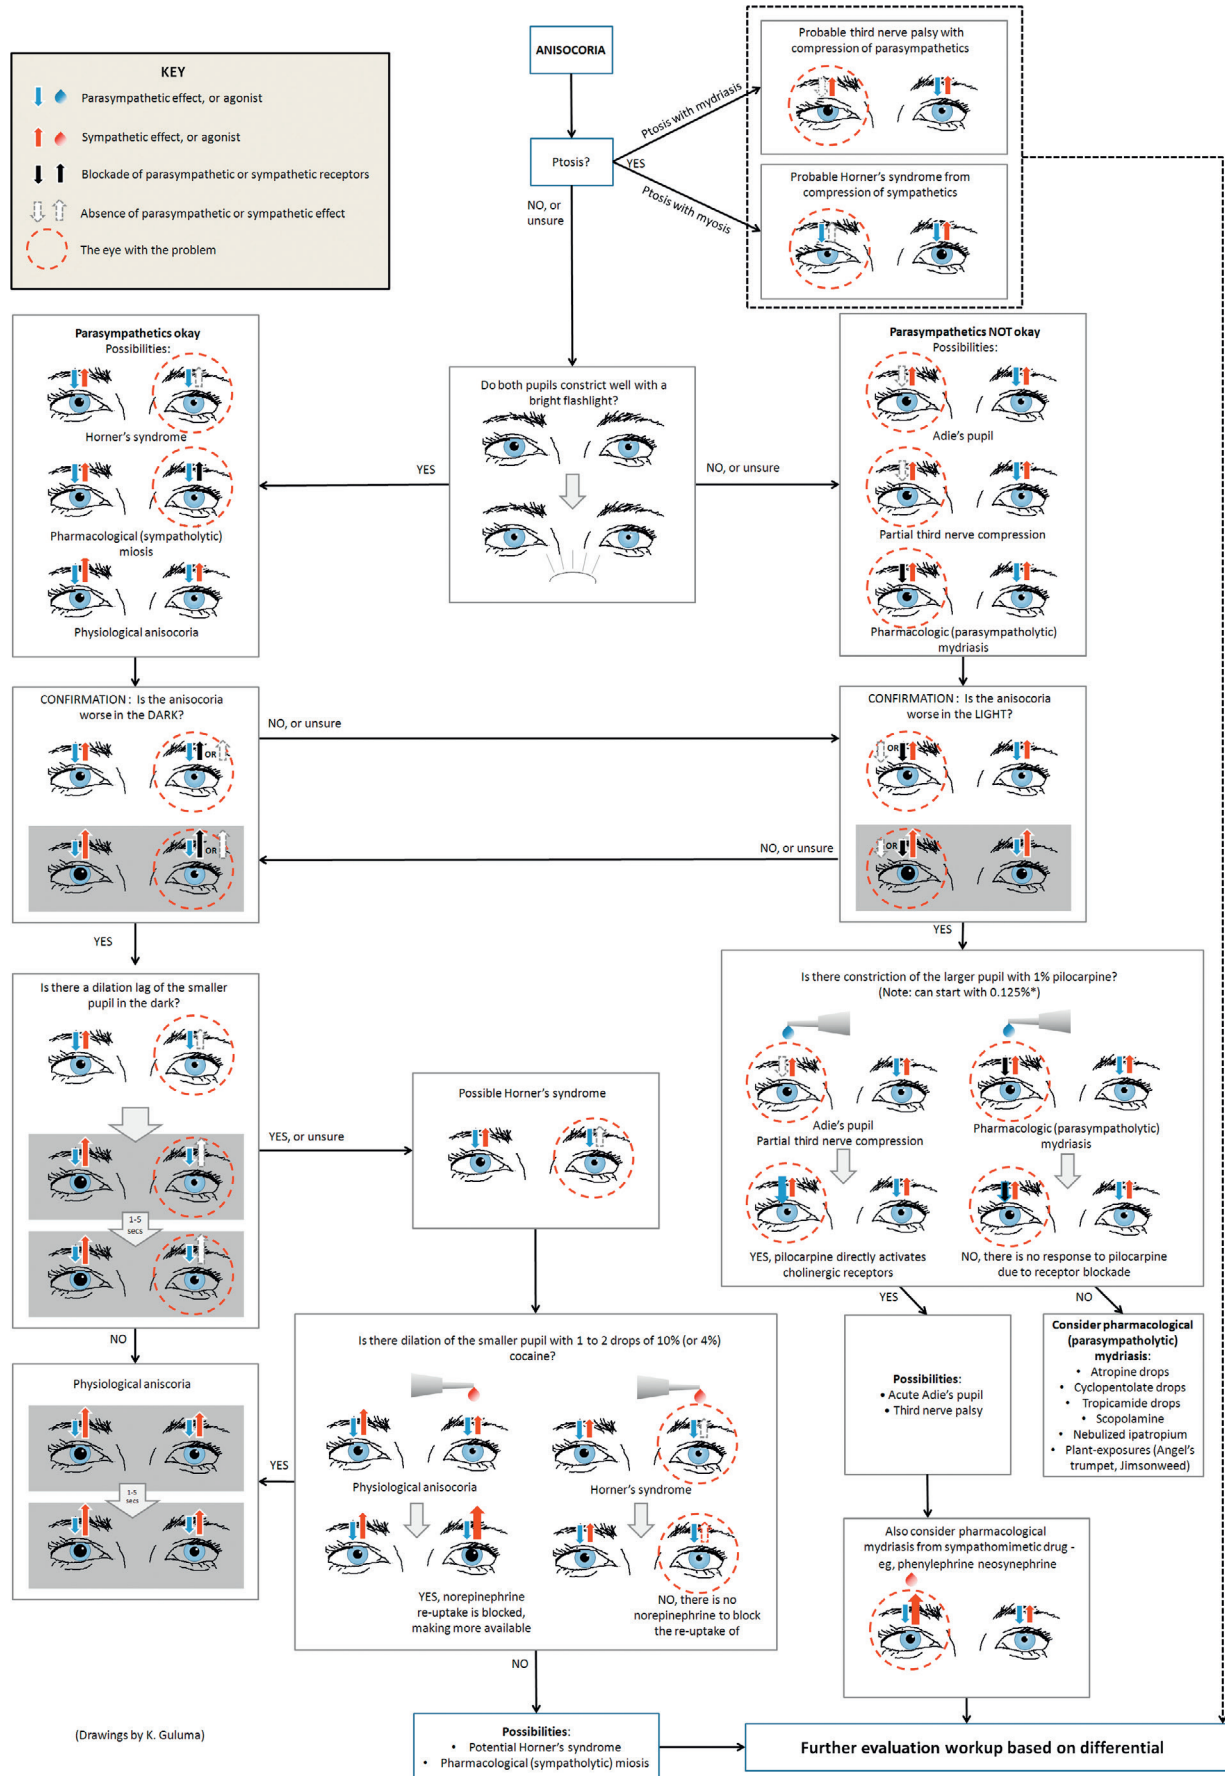 KEY
Parasympathetic effect, or agonist
Sympathetic effect, or agonist
Blockade of parasympathetic or sympathetic receptors
Absence of parasympathetic or sympathetic effect
The eye with the problem
ANISOCORIA
Ptosis?
Ptosis with mydriasis
YES
Ptosis with myosis
NO, or
unsure
Probable third nerve palsy with
compression of parasympathetics
Probable Horner's syndrome from
compression of sympathetics
Parasympathetics okay
Possibilities:
Horner's syndrome
Pharmacological (sympatholytic)
miosis
Physiological anisocoria
Do both pupils constrict well with a
bright flashlight?
YES
NO, or unsure
Parasympathetics NOT okay
Possibilities:
Adie's pupil
Partial third nerve compression
Pharmacologic (parasympatholytic)
mydriasis
CONFIRMATION : Is the anisocoria
worse in the DARK?
OR
OR
NO, or unsure
NO, or unsure
CONFIRMATION : Is the anisocoria
worse in the LIGHT?
OR
OR
YES
YES
Is there a dilation lag of the smaller
pupil in the dark?
1-5
secs
YES, or unsure
NO
Possible Horner's syndrome
Is there constriction of the larger pupil with 1% pilocarpine?
(Note: can start with 0.125%*)
Adie's pupil
Partial third nerve compression
Pharmacologic (parasympatholytic)
mydriasis
YES, pilocarpine directly activates
cholinergic receptors
NO, there is no response to pilocarpine
due to receptor blockade
YES
NO
Physiological aniscoria
1-5
secs
YES
Is there dilation of the smaller pupil with 1 to 2 drops of 10% (or 4%)
cocaine?
Physiological anisocoria
Horner's syndrome
YES, norepinephrine
re-uptake is blocked,
making more available
NO, there is no
norepinephrine to block
the re-uptake of
NO
Possibilities:
• Acute Adie's pupil
• Third nerve palsy
Consider pharmacological
(parasympatholytic)
mydriasis:
• Atropine drops
• Cyclopentolate drops
• Tropicamide drops
• Scopolamine
• Nebulized ipatropium
• Plant-exposures (Angel's
trumpet, Jimsonweed)
Also consider pharmacological
mydriasis from sympathomimetic drug -
eg, phenylephrine neosynephrine
(Drawings by K. Guluma)
Possibilities:
• Potential Horner's syndrome
• Pharmacological (sympatholytic) miosis
Further evaluation workup based on differential